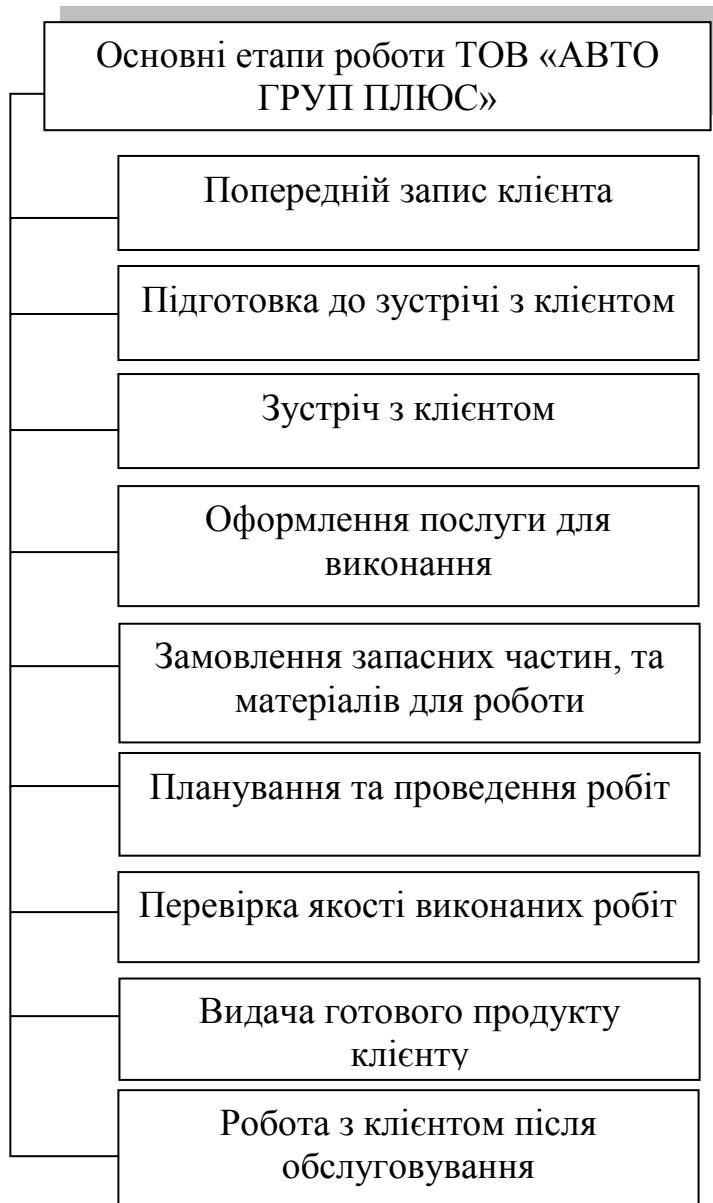 Основні етапи роботи ТОВ «АВТО
ГРУП ПЛЮС»
Попередній запис клієнта
Підготовка до зустрічі з клієнтом
Зустріч з клієнтом
Оформлення послуги для
виконання
Замовлення запасних частин, та
матеріалів для роботи
Планування та проведення робіт
Перевірка якості виконаних робіт
Видача готового продукту
клієнту
Робота з клієнтом після
обслуговування